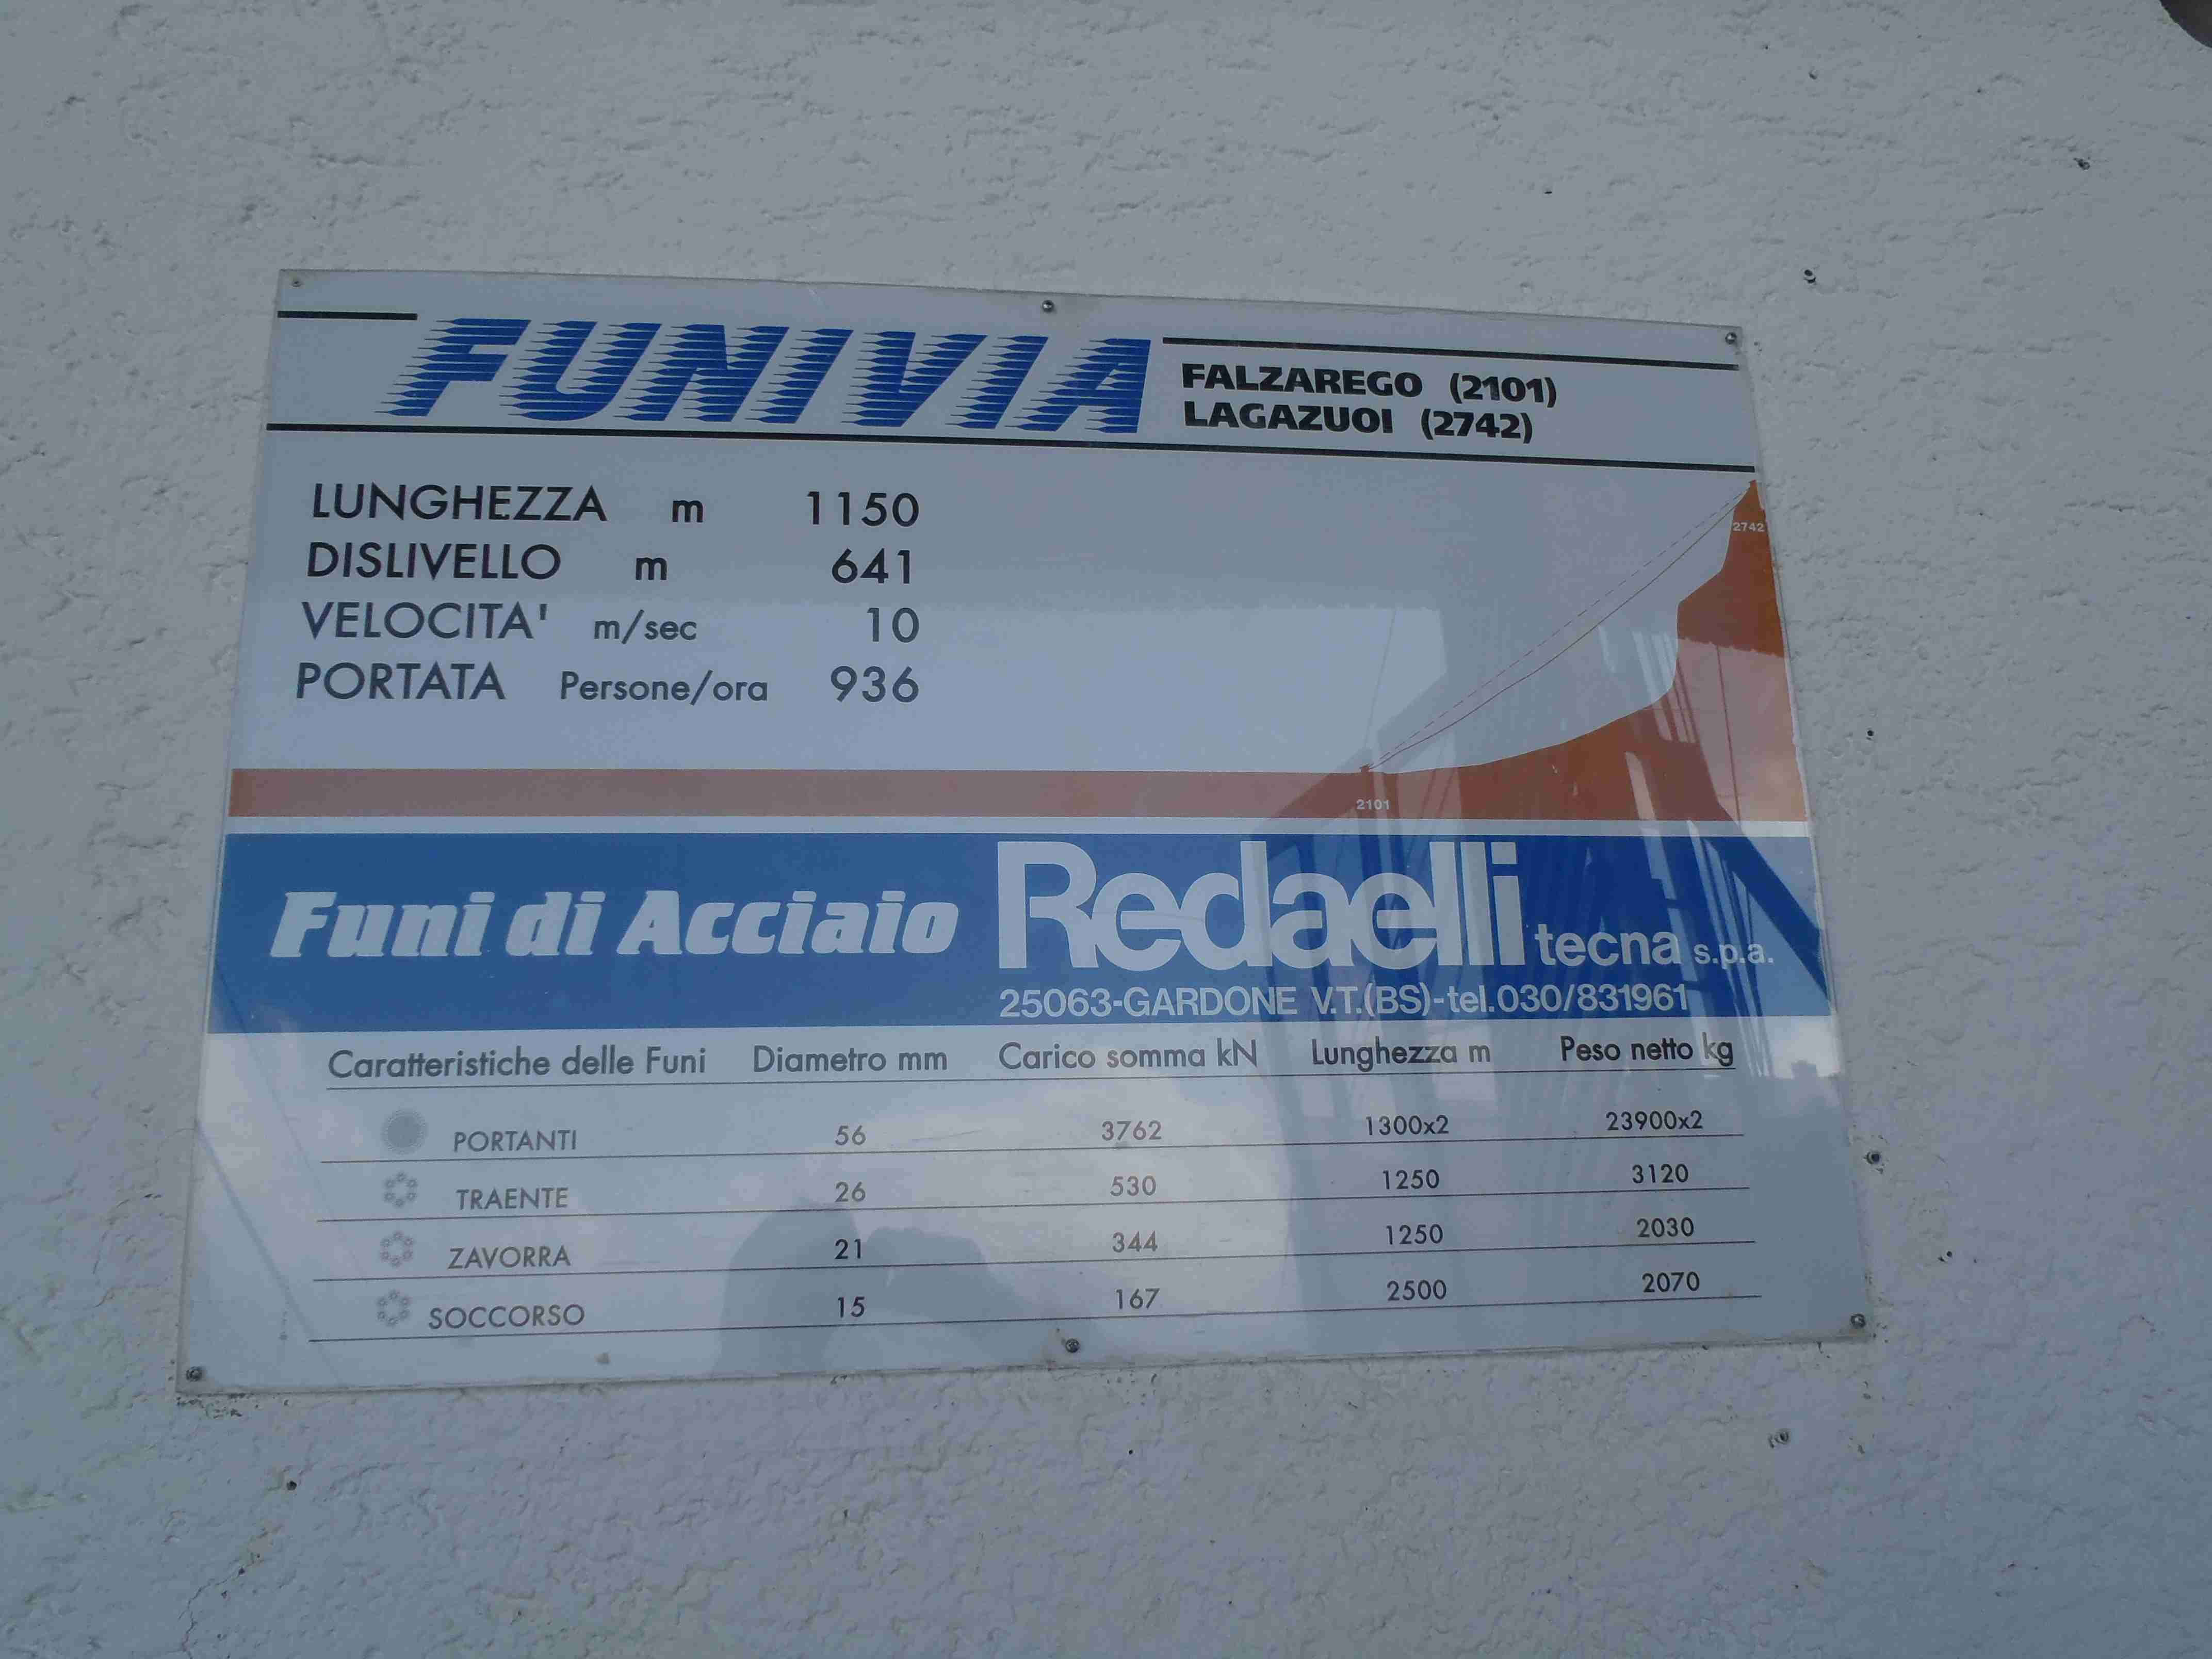 FUNIVIA
FALZAREGO (2101)
LAGAZUOI (2742)
LUNGHEZZA m 1150
DISLIVELLO m 641
VELOCITA' m/sec 10
PORTATA Persone/ora 936
2742
2101
Funi di Acciaio Redaelli tecna s.p.a.
25063-GARDONE V.T.(BS)-tel.030/831961
Caratteristiche delle Funi Diametro mm Carico somma kN Lunghezza m Peso netto kg
PORTANTI 56 3762 1300x2 23900x2
TRAENTE 26 530 1250 3120
ZAVORRA 21 344 1250 2030
SOCCORSO 15 167 2500 2070